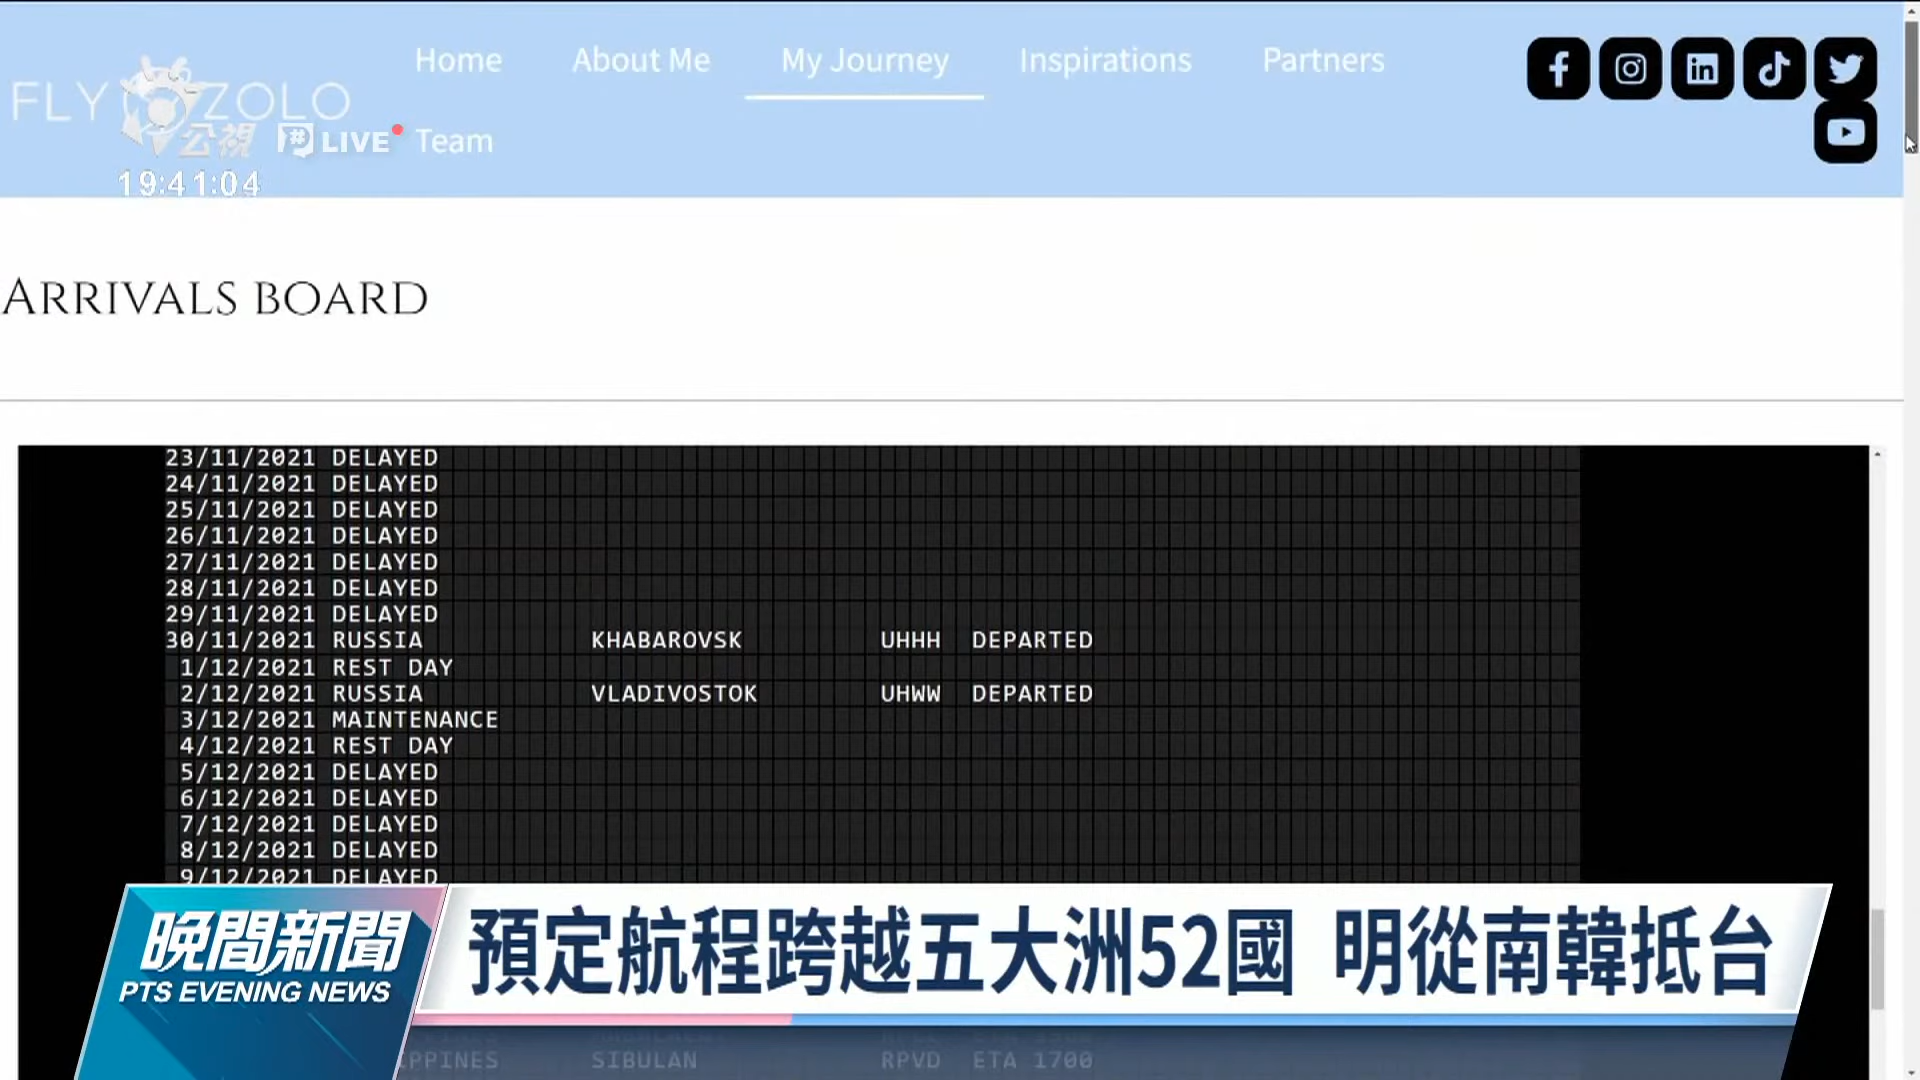 Home
About Me
My Journey
Inspirations
Partners
FLY ZOLO
公視
LIVE
Team
19:41:04
ARRIVALS BOARD
23/11/2021 DELAYED
24/11/2021 DELAYED
25/11/2021 DELAYED
26/11/2021 DELAYED
27/11/2021 DELAYED
28/11/2021 DELAYED
29/11/2021 DELAYED
30/11/2021 RUSSIA KHABAROVSK UHHH DEPARTED
1/12/2021 REST DAY
2/12/2021 RUSSIA VLADIVOSTOK UHWW DEPARTED
3/12/2021 MAINTENANCE
4/12/2021 REST DAY
5/12/2021 DELAYED
6/12/2021 DELAYED
7/12/2021 DELAYED
8/12/2021 DELAYED
9/12/2021 DELAYED
晚間新聞
PTS EVENING NEWS
預定航程跨越五大洲52國 明從南韓抵台
IPPINES SIBULAN RPVD ETA 1700